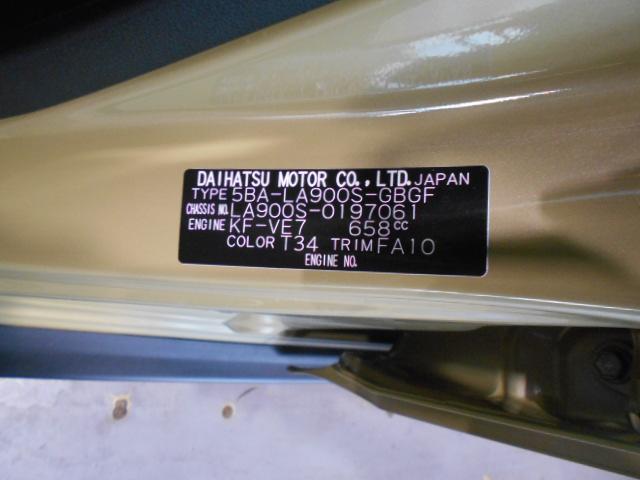 DAIHATSU MOTOR CO., LTD. JAPAN
TYPE 5BA-LA900S-GBGF
CHASSIS NO. LA900S-0197061
ENGINE KF-VE7 658CC
COLOR T34 TRIM FA10
ENGINE NO.